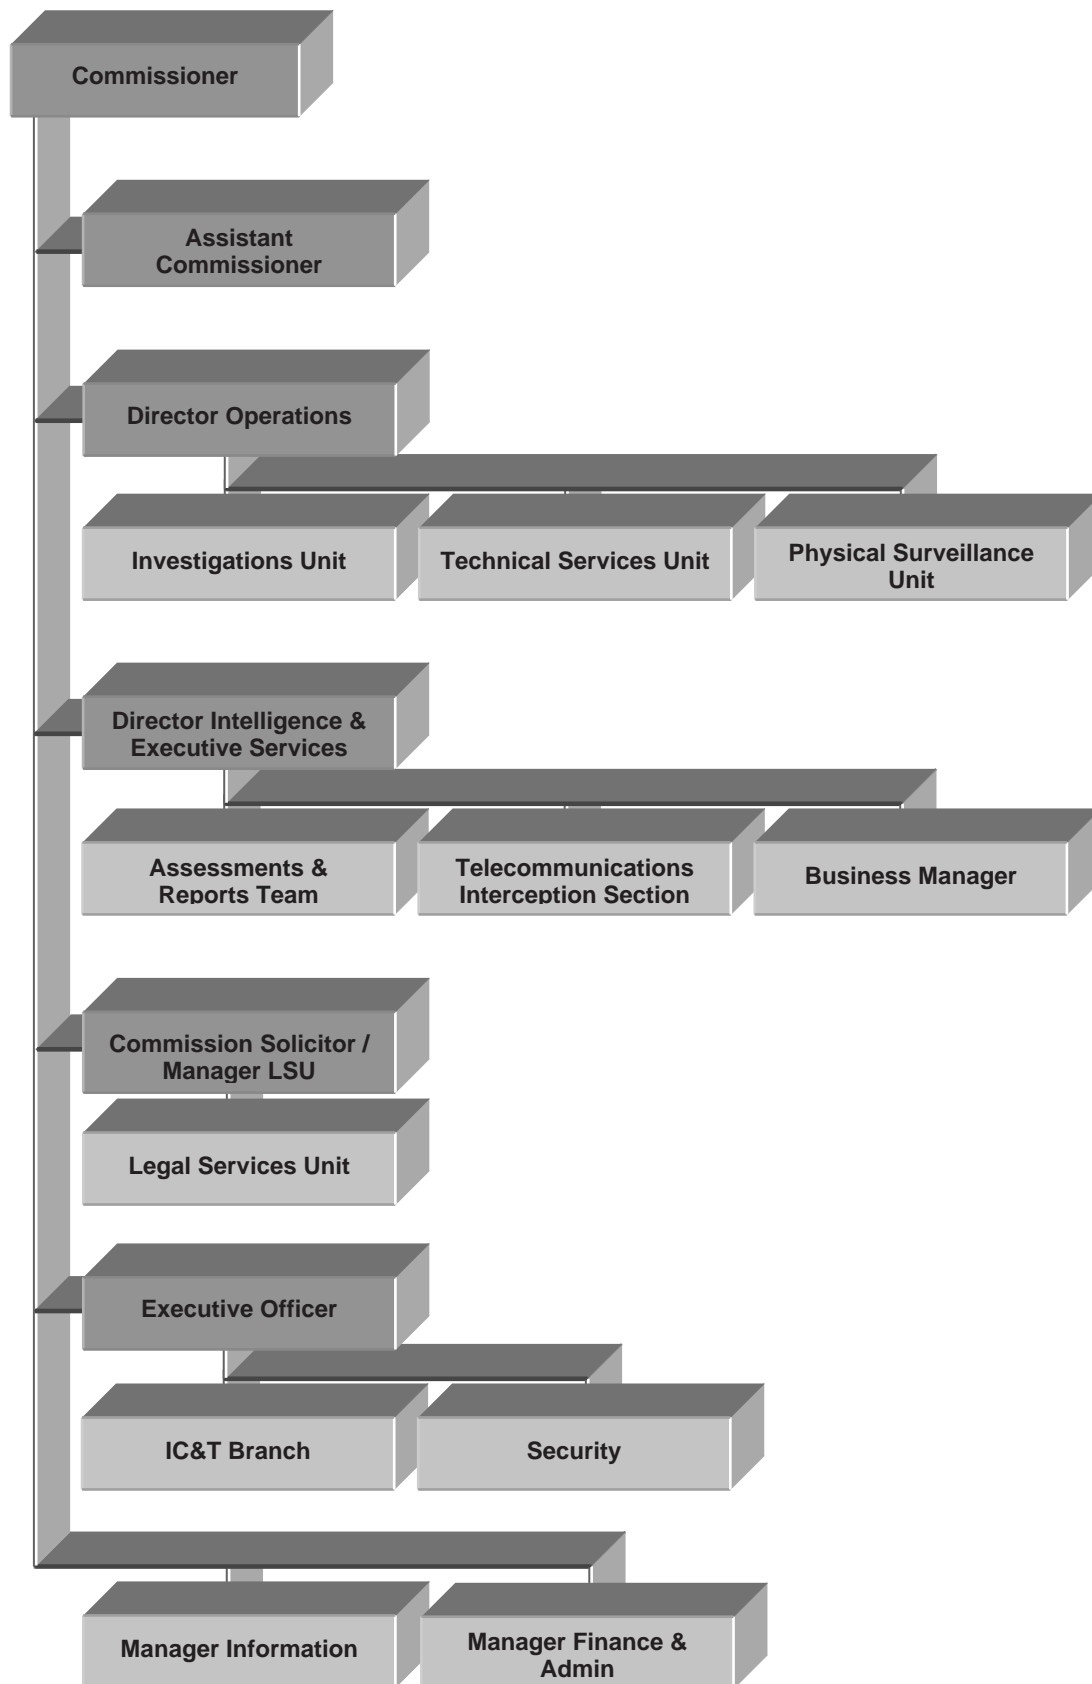 Commissioner
Assistant
Commissioner
Director Operations
Investigations Unit
Technical Services Unit
Physical Surveillance
Unit
Director Intelligence &
Executive Services
Assessments &
Reports Team
Telecommunications
Interception Section
Business Manager
Commission Solicitor /
Manager LSU
Legal Services Unit
Executive Officer
IC&T Branch
Security
Manager Information
Manager Finance &
Admin